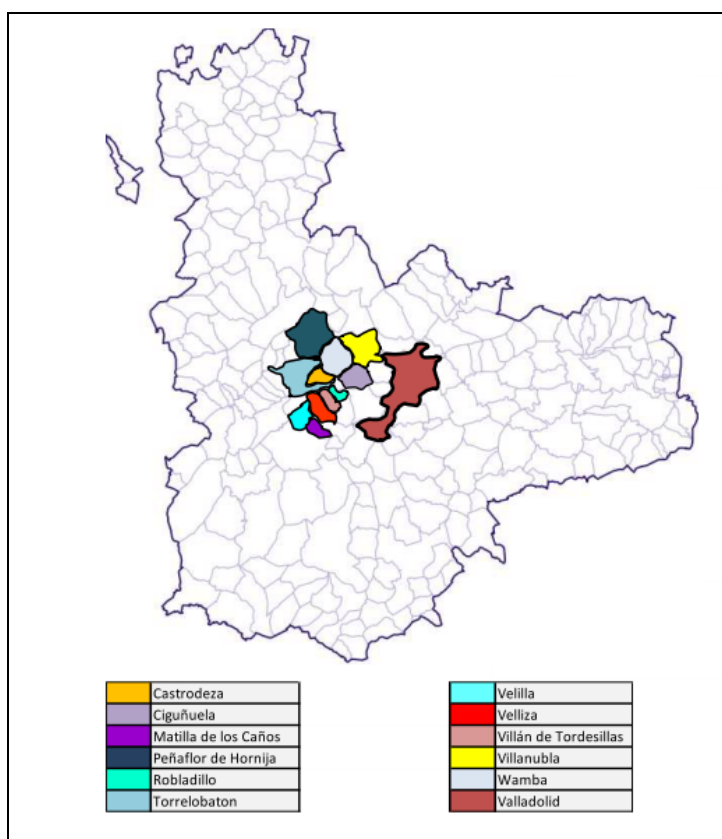 Castrodeza
Ciguñuela
Matilla de los Caños
Peñaflor de Hornija
Robladillo
Torrelobaton
Velilla
Velliza
Villán de Tordesillas
Villanubla
Wamba
Valladolid